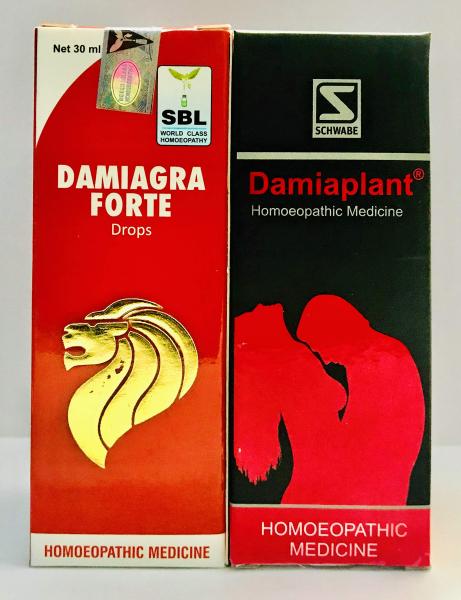 Net 30 ml
SBL
WORLD CLASS
HOMOEOPATHY
DAMIAGRA
FORTE
Drops
HOMOEOPATHIC MEDICINE
S
SCHWABE
Damiaplant®
Homoeopathic Medicine
HOMOEOPATHIC
MEDICINE